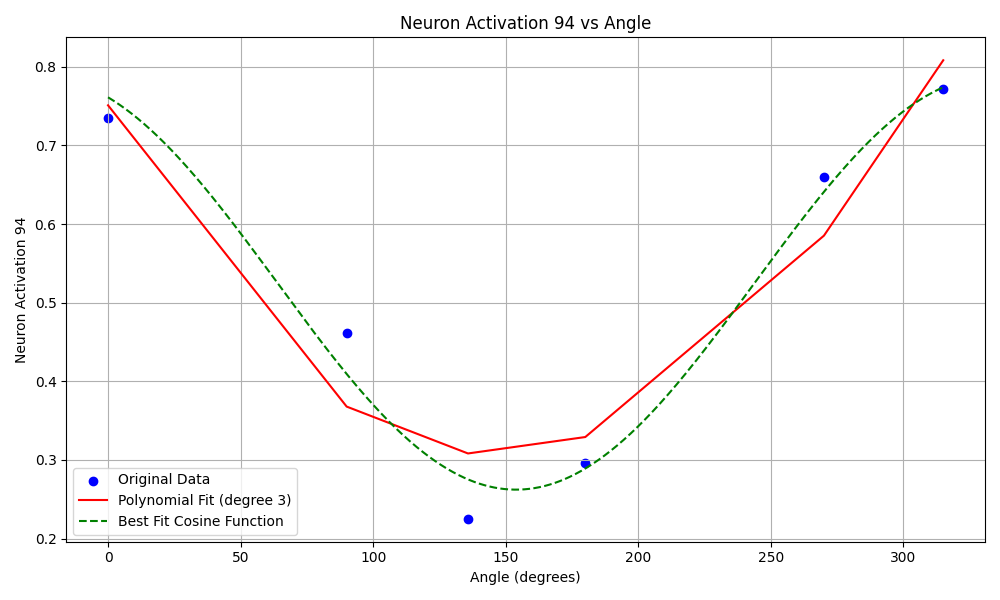 Neuron Activation 94 vs Angle
Neuron Activation 94
0.8
0.7
0.6
0.5
0.4
0.3
0.2
Original Data
Polynomial Fit (degree 3)
Best Fit Cosine Function
0 50 100 150 200 250 300
Angle (degrees)